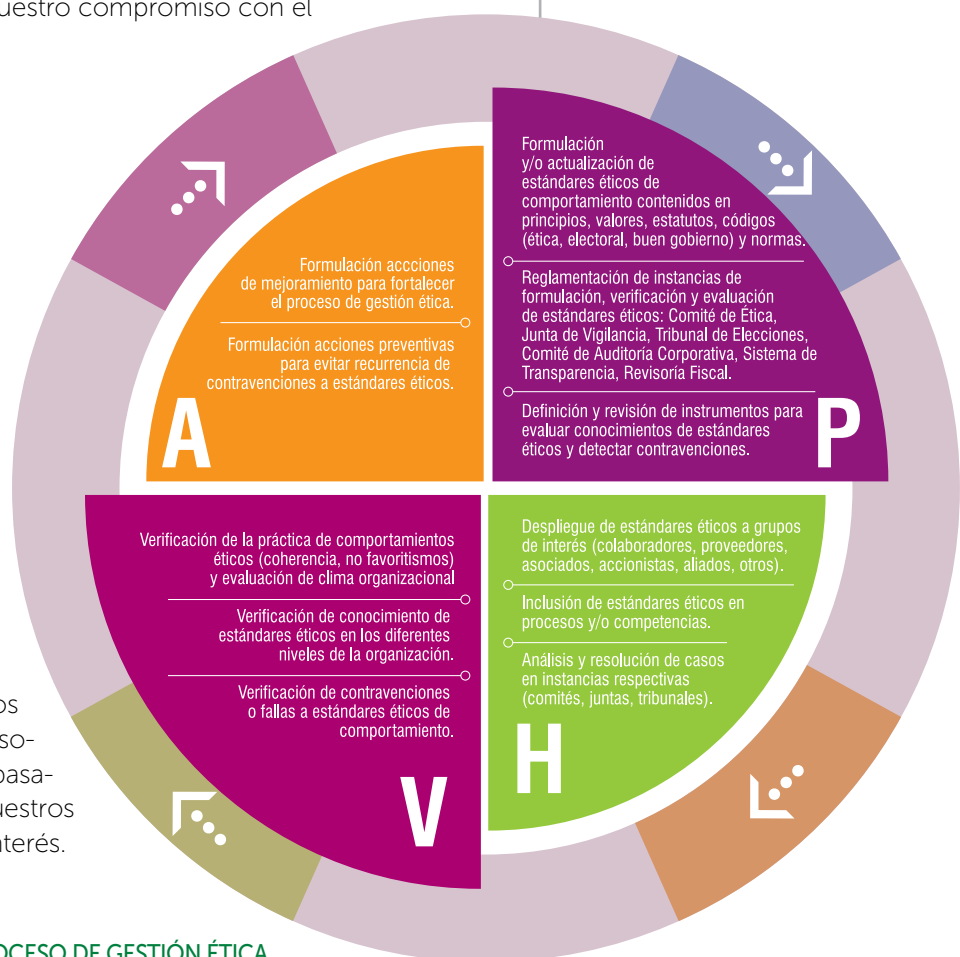 uestro compromiso con el
Formulación
y/o actualización de
estándares éticos de
comportamiento contenidos en
principios, valores, estatutos, códigos
(ética, electoral, buen gobierno) y normas.
Reglamentación de instancias de
formulación, verificación y evaluación
de estándares éticos: Comité de Ética,
Junta de Vigilancia, Tribunal de Elecciones,
Comité de Auditoría Corporativa, Sistema de
Transparencia, Revisoría Fiscal.
Definición y revisión de instrumentos para
evaluar conocimientos de estándares
éticos y detectar contravenciones.
P
Formulación accciones
de mejoramiento para fortalecer
el proceso de gestión ética.
Formulación acciones preventivas
para evitar recurrencia de
contravenciones a estándares éticos.
A
Despliegue de estándares éticos a grupos
de interés (colaboradores, proveedores,
asociados, accionistas, aliados, otros).
Inclusión de estándares éticos en
procesos y/o competencias.
Análisis y resolución de casos
en instancias respectivas
(comités, juntas, tribunales).
H
Verificación de la práctica de comportamientos
éticos (coherencia, no favoritismos)
y evaluación de clima organizacional
Verificación de conocimiento de
estándares éticos en los diferentes
niveles de la organización.
Verificación de contravenciones
o fallas a estándares éticos de
comportamiento.
V
os
so-
basa-
uestros
nterés.
OCESO DE GESTIÓN ÉTICA